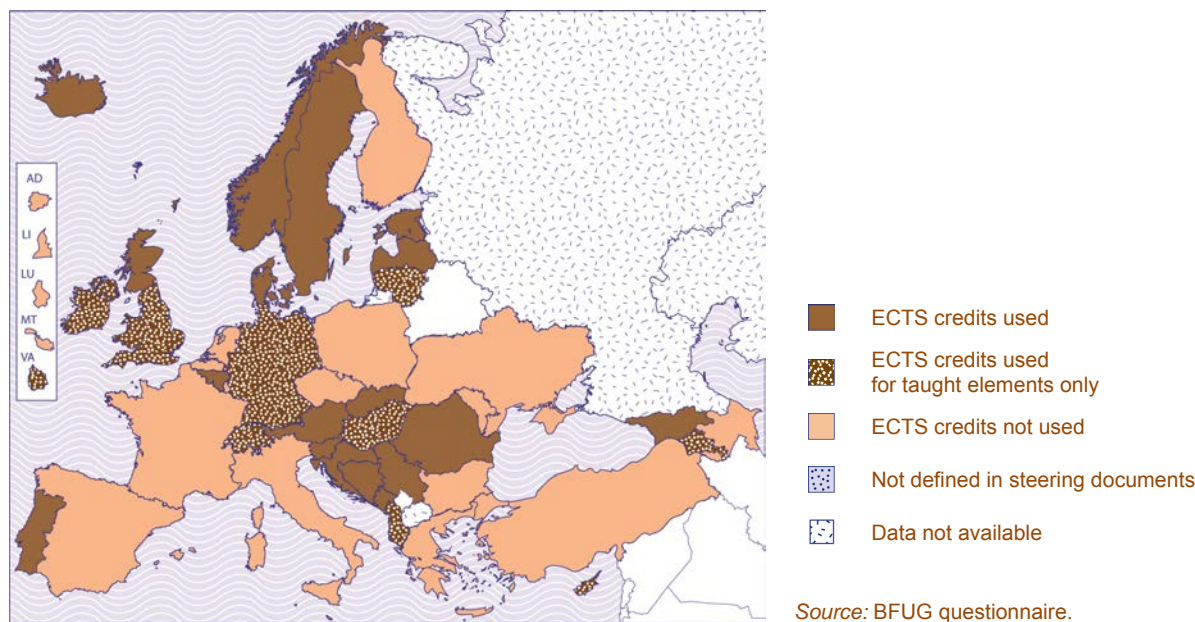 AD
LI
LU
MT
VA
ECTS credits used
ECTS credits used
for taught elements only
ECTS credits not used
Not defined in steering documents
Data not available
Source: BFUG questionnaire.